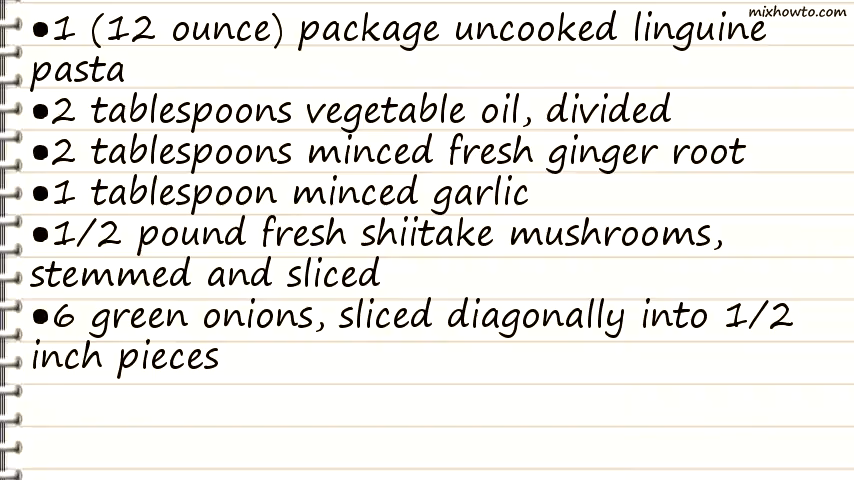 mixhowto.com
•1 (12 ounce) package uncooked linguine
pasta
•2 tablespoons vegetable oil, divided
•2 tablespoons minced fresh ginger root
•1 tablespoon minced garlic
•1/2 pound fresh shiitake mushrooms,
stemmed and sliced
•6 green onions, sliced diagonally into 1/2
inch pieces